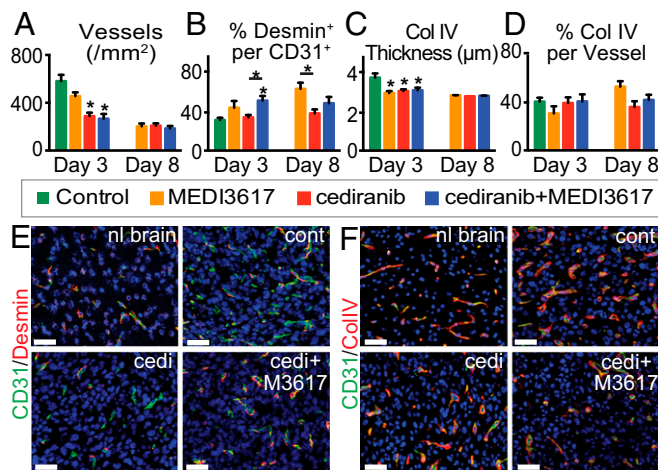 A Vessels (/mm²)
800
400
0
Day 3 Day 8
* *
B % Desmin⁺ per CD31⁺
80
40
0
Day 3 Day 8
* * *
C Col IV Thickness (µm)
4
2
0
Day 3 Day 8
* * *
D % Col IV per Vessel
80
40
0
Day 3 Day 8
Control MEDI3617 cediranib cediranib+MEDI3617
E
CD31/Desmin
nl brain cont
cedi cedi+
M3617
F
CD31/ColIV
nl brain cont
cedi cedi+
M3617